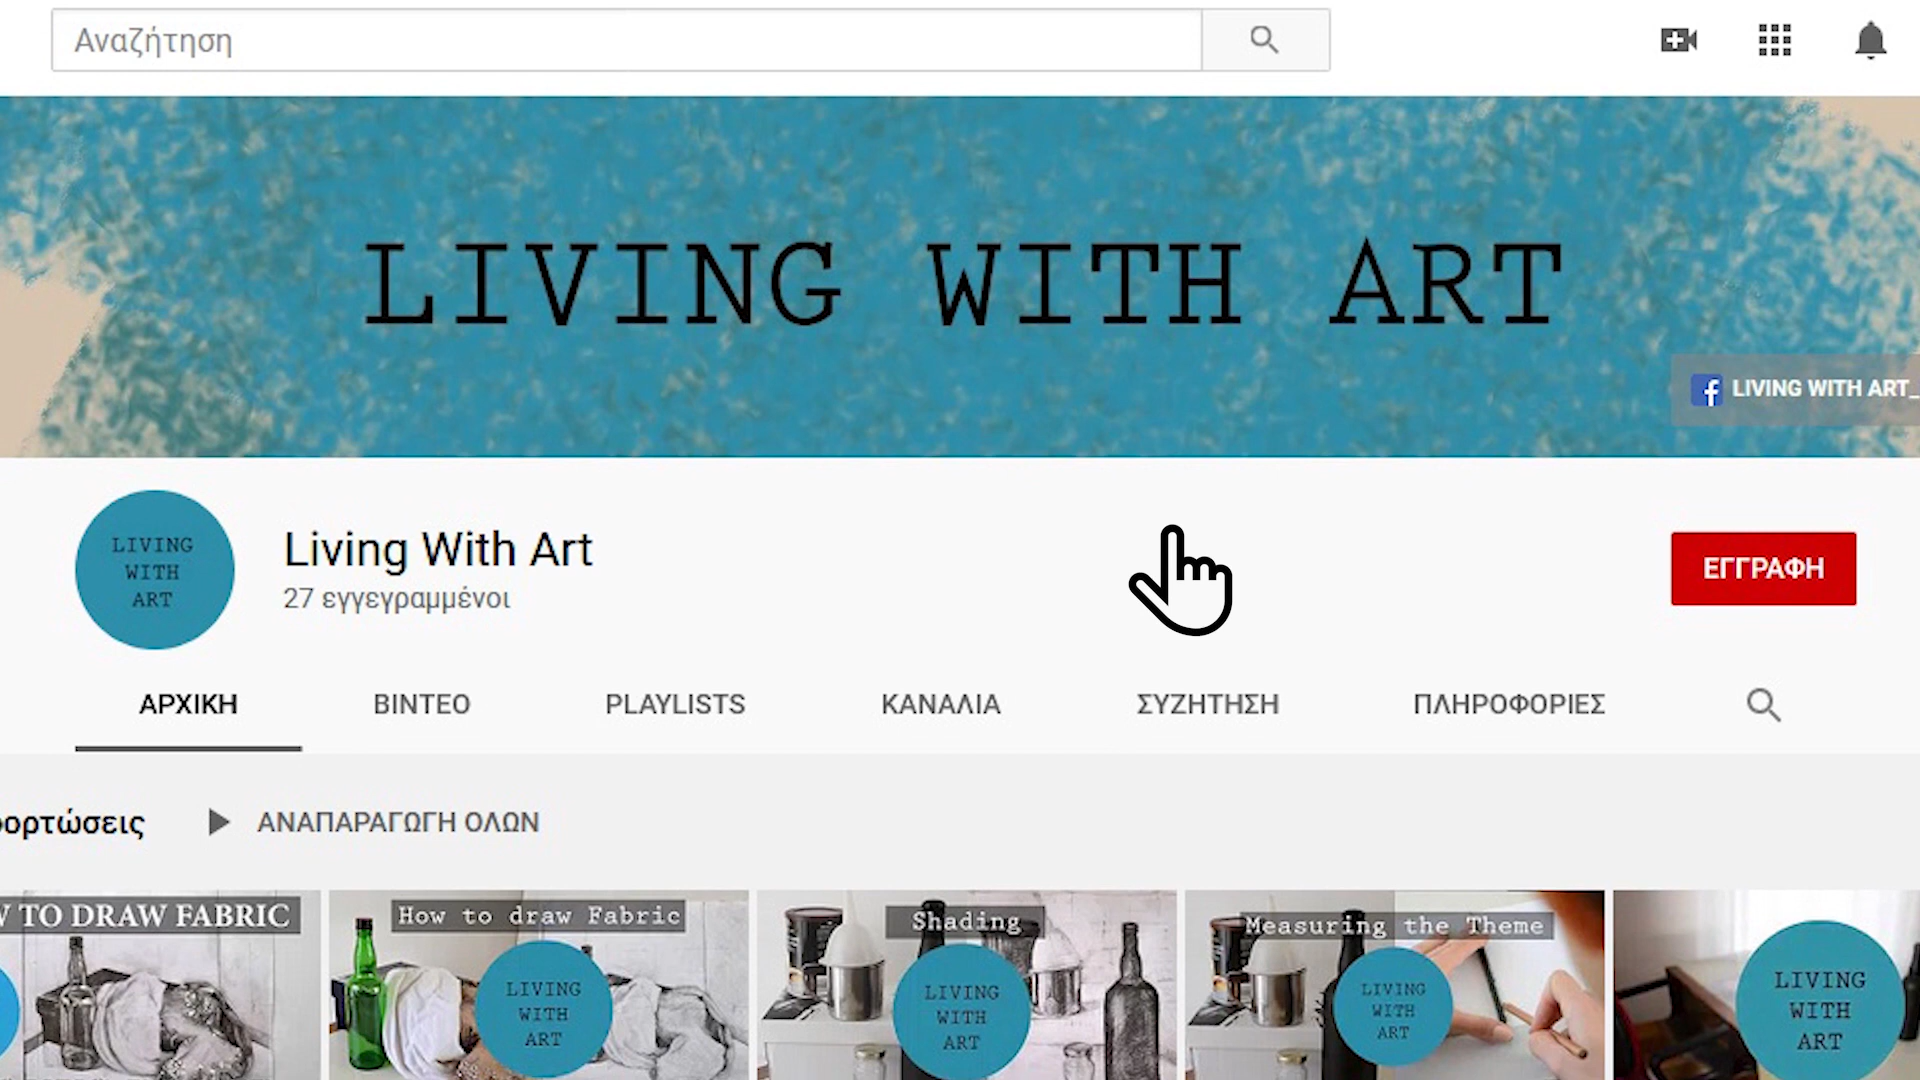 Αναζήτηση
LIVING WITH ART
LIVING WITH ART_
LIVING
WITH
ART
Living With Art
27 εγγεγραμμένοι
ΕΓΓΡΑΦΗ
ΑΡΧΙΚΗ ΒΙΝΤΕΟ PLAYLISTS ΚΑΝΑΛΙΑ ΣΥΖΗΤΗΣΗ ΠΛΗΡΟΦΟΡΙΕΣ
ορτώσεις ΑΝΑΠΑΡΑΓΩΓΗ ΟΛΩΝ
W TO DRAW FABRIC
How to draw Fabric
LIVING
WITH
ART
Shading
LIVING
WITH
ART
Measuring the Theme
LIVING
WITH
ART
LIVING
WITH
ART